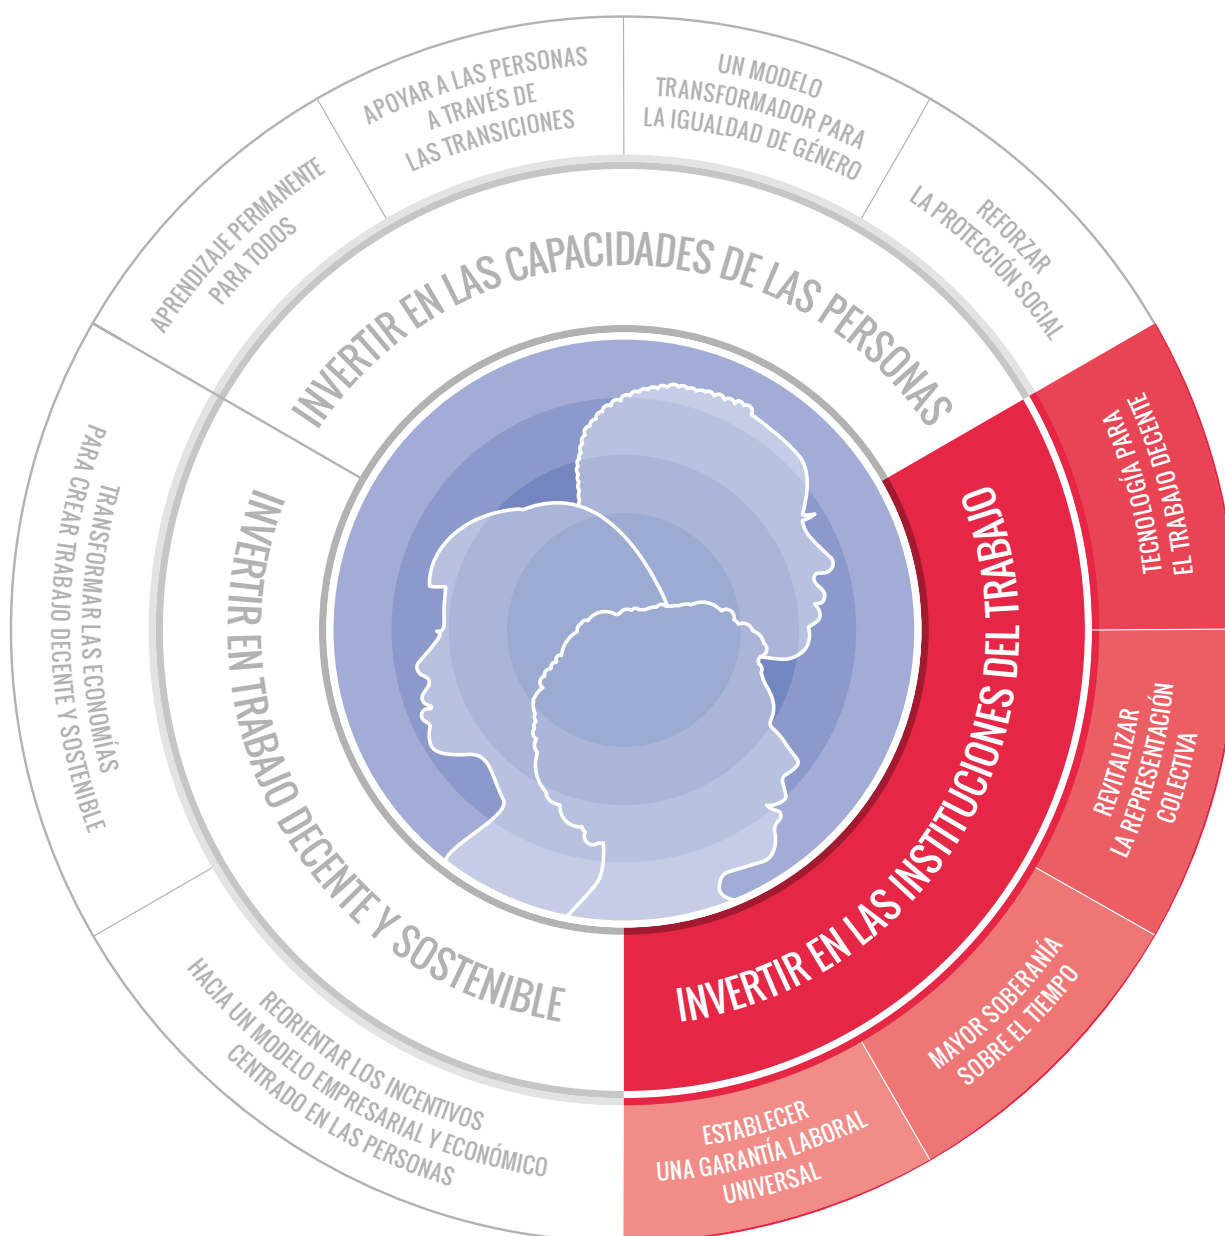 INVERTIR EN LAS CAPACIDADES DE LAS PERSONAS
APRENDIZAJE PERMANENTE
PARA TODOS
APOYAR A LAS PERSONAS
A TRAVÉS DE
LAS TRANSICIONES
UN MODELO
TRANSFORMADOR PARA
LA IGUALDAD DE GÉNERO
REFORZAR
LA PROTECCIÓN SOCIAL
INVERTIR EN LAS INSTITUCIONES DEL TRABAJO
TECNOLOGÍA PARA
EL TRABAJO DECENTE
REVITALIZAR
LA REPRESENTACIÓN
COLECTIVA
MAYOR SOBERANÍA
SOBRE EL TIEMPO
ESTABLECER
UNA GARANTÍA LABORAL
UNIVERSAL
INVERTIR EN TRABAJO DECENTE Y SOSTENIBLE
TRANSFORMAR LAS ECONOMÍAS
PARA CREAR TRABAJO DECENTE Y SOSTENIBLE
REORIENTAR LOS INCENTIVOS
HACIA UN MODELO EMPRESARIAL Y ECONÓMICO
CENTRADO EN LAS PERSONAS